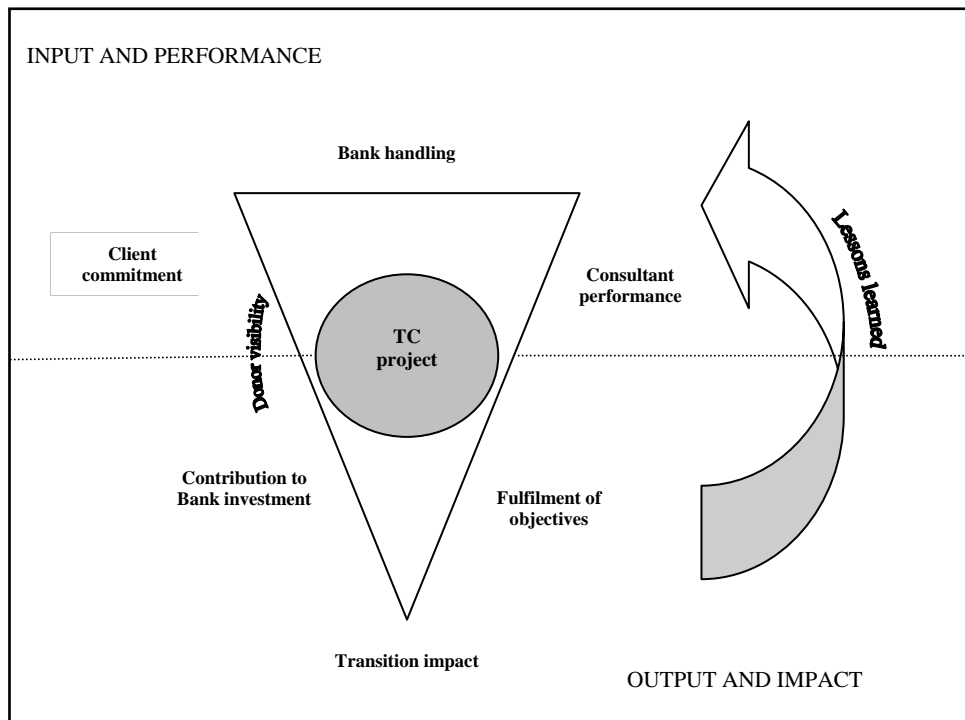 INPUT AND PERFORMANCE
Bank handling
Client
commitment
Donor visibility
TC
project
Consultant
performance
Lessons learned
Contribution to
Bank investment
Fulfilment of
objectives
Transition impact
OUTPUT AND IMPACT